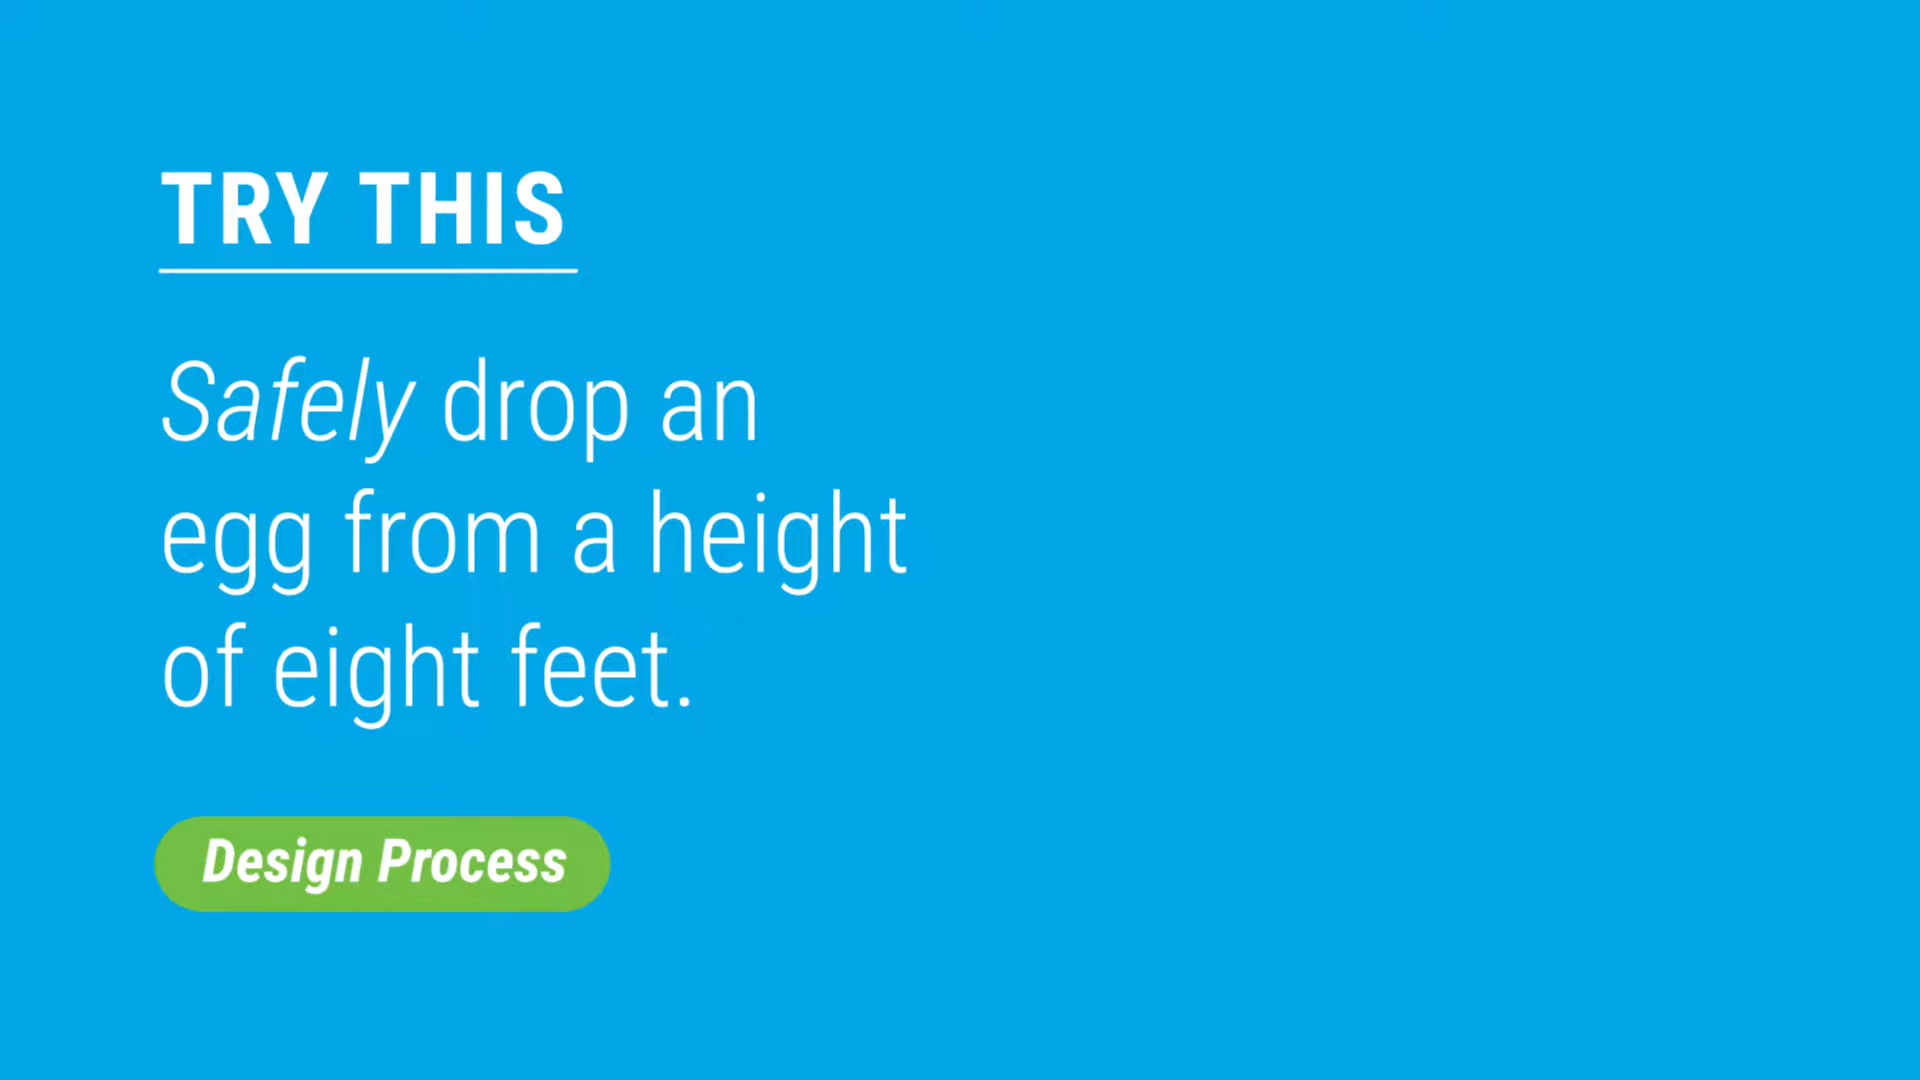 TRY THIS
Safely drop an
egg from a height
of eight feet.
Design Process